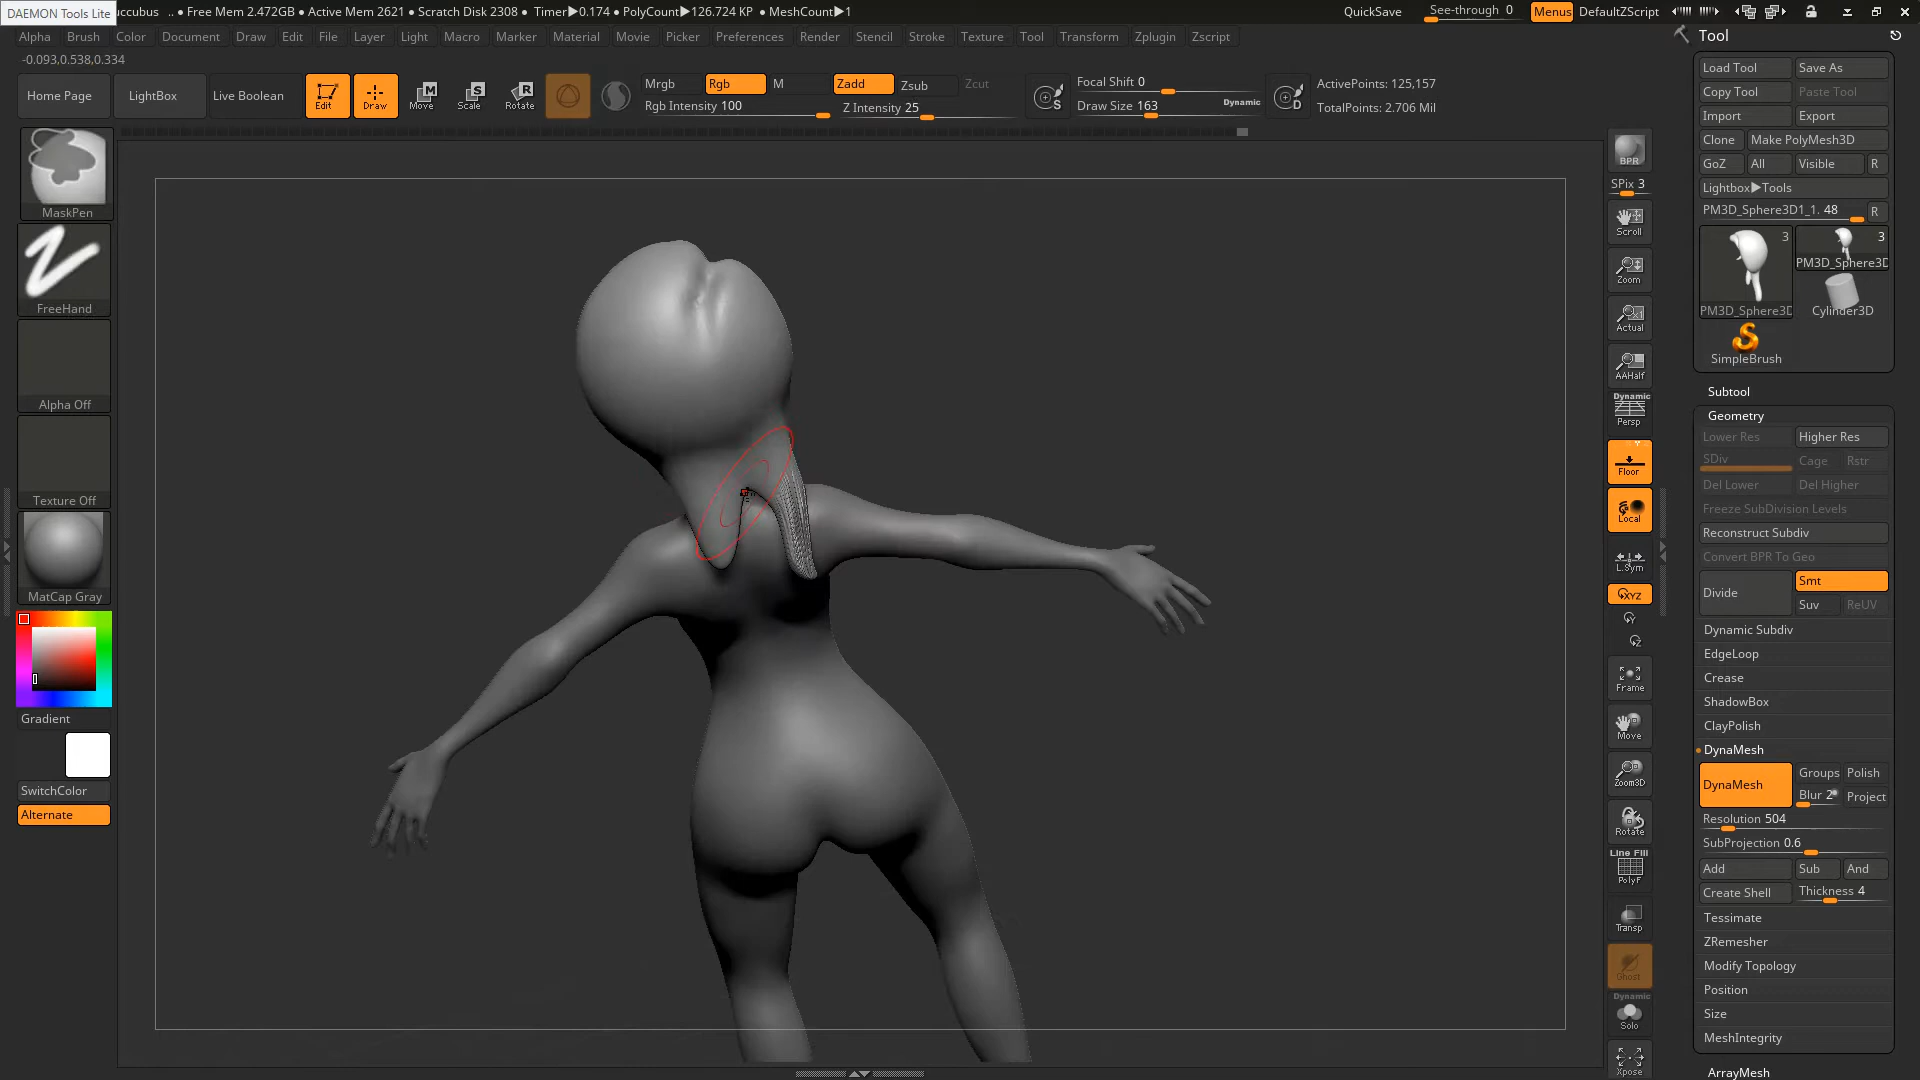 DAEMON Tools Lite
uccubus .. ● Free Mem 2.472GB ● Active Mem 2621 ● Scratch Disk 2308 ● Timer▶0.174 ● PolyCount▶126.724 KP ● MeshCount▶1
QuickSave See-through 0 Menus DefaultZScript
Alpha Brush Color Document Draw Edit File Layer Light Macro Marker Material Movie Picker Preferences Render Stencil Stroke Texture Tool Transform Zplugin Zscript
-0.093,0.538,0.334
Home Page LightBox Live Boolean Edit Draw Move Scale Rotate
Mrgb Rgb M Zadd Zsub Zcut
Rgb Intensity 100 Z Intensity 25
S Focal Shift 0
Draw Size 163 Dynamic
D
ActivePoints: 125,157
TotalPoints: 2.706 Mil
MaskPen
FreeHand
Alpha Off
Texture Off
MatCap Gray
Gradient
SwitchColor
Alternate
BPR
SPix 3
Scroll
Zoom
Actual
AAHalf
Dynamic
Persp
Floor
Local
L.Sym
XYZ
Y
Z
Frame
Move
Zoom3D
Rotate
Line Fill
PolyF
Transp
Ghost
Dynamic
Solo
Xpose
Tool
Load Tool Save As
Copy Tool Paste Tool
Import Export
Clone Make PolyMesh3D
GoZ All Visible R
Lightbox▶Tools
PM3D_Sphere3D1_1. 48 R
3 3
PM3D_Sphere3D
PM3D_Sphere3D Cylinder3D
SimpleBrush
Subtool
Geometry
Lower Res Higher Res
SDiv Cage Rstr
Del Lower Del Higher
Freeze SubDivision Levels
Reconstruct Subdiv
Convert BPR To Geo
Divide Smt
Suv ReUV
Dynamic Subdiv
EdgeLoop
Crease
ShadowBox
ClayPolish
DynaMesh
DynaMesh Groups Polish
Blur 2 Project
Resolution 504
SubProjection 0.6
Add Sub And
Create Shell Thickness 4
Tessimate
ZRemesher
Modify Topology
Position
Size
MeshIntegrity
ArrayMesh